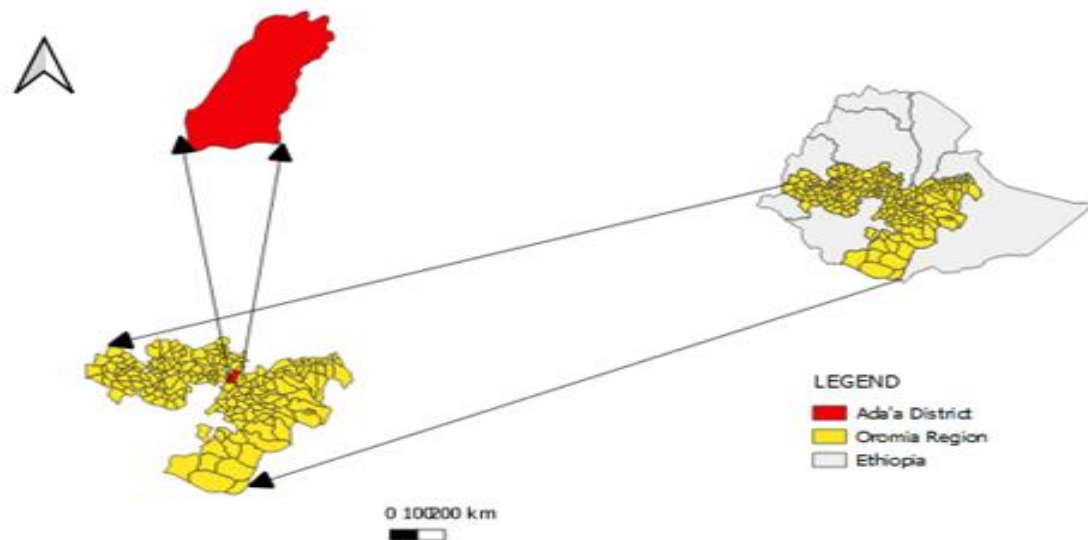 LEGEND
Ada'a District
Oromia Region
Ethiopia
0 100200 km